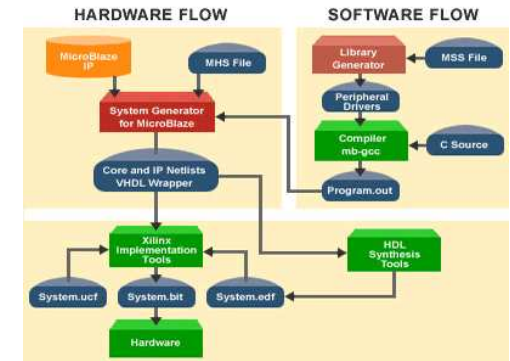 HARDWARE FLOW
SOFTWARE FLOW
MicroBlaze
IP
MHS File
System Generator
for MicroBlaze
Core and IP Netlists
VHDL Wrapper
Library
Generator
MSS File
Peripheral
Drivers
Compiler
mb-gcc
C Source
Program.out
Xilinx
Implementation
Tools
HDL
Synthesis
Tools
System.ucf
System.bit
System.edf
Hardware